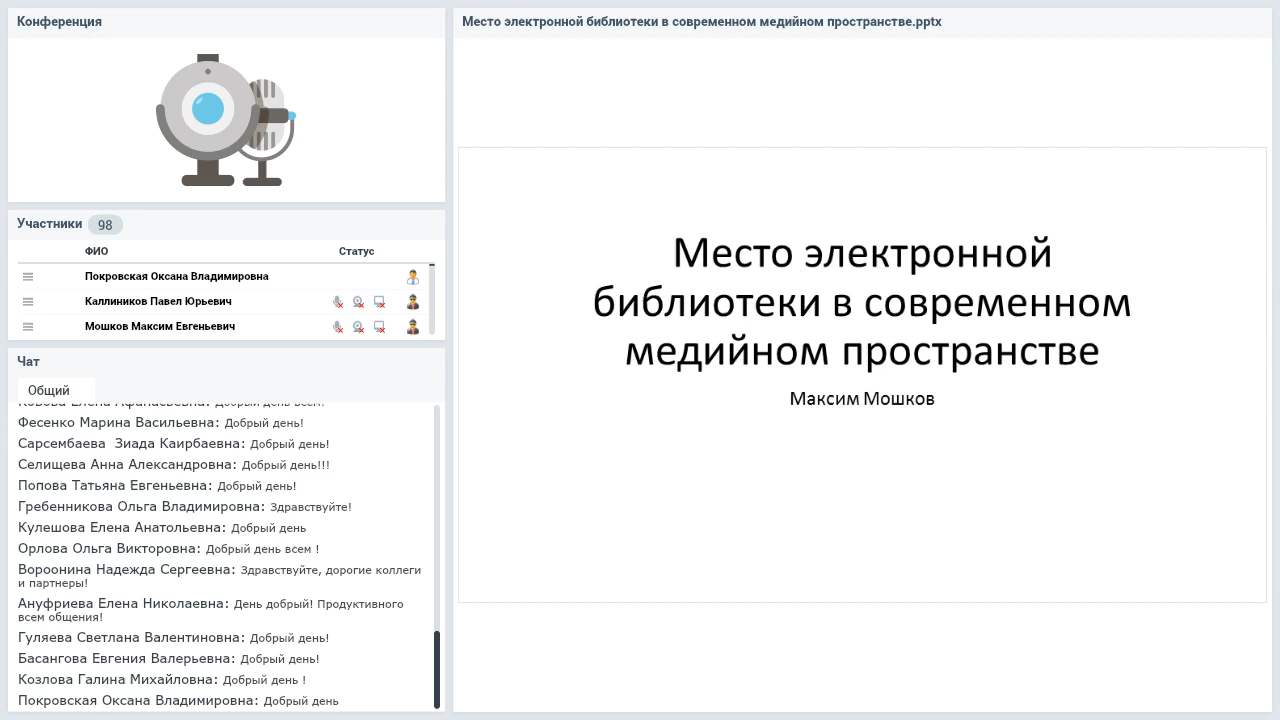 Конференция
Участники 98
ФИО Статус
Покровская Оксана Владимировна
Каллиников Павел Юрьевич
Мошков Максим Евгеньевич
Чат
Общий
Фесенко Марина Васильевна: Добрый день!
Сарсембаева Зиада Каирбаевна: Добрый день!
Селищева Анна Александровна: Добрый день!!!
Попова Татьяна Евгеньевна: Добрый день!
Гребенникова Ольга Владимировна: Здравствуйте!
Кулешова Елена Анатольевна: Добрый день
Орлова Ольга Викторовна: Добрый день всем !
Вороонина Надежда Сергеевна: Здравствуйте, дорогие коллеги
и партнеры!
Ануфриева Елена Николаевна: День добрый! Продуктивного
всем общения!
Гуляева Светлана Валентиновна: Добрый день!
Басангова Евгения Валерьевна: Добрый день!
Козлова Галина Михайловна: Добрый день !
Покровская Оксана Владимировна: Добрый день
Место электронной библиотеки в современном медийном пространстве.pptx
Место электронной
библиотеки в современном
медийном пространстве
Максим Мошков